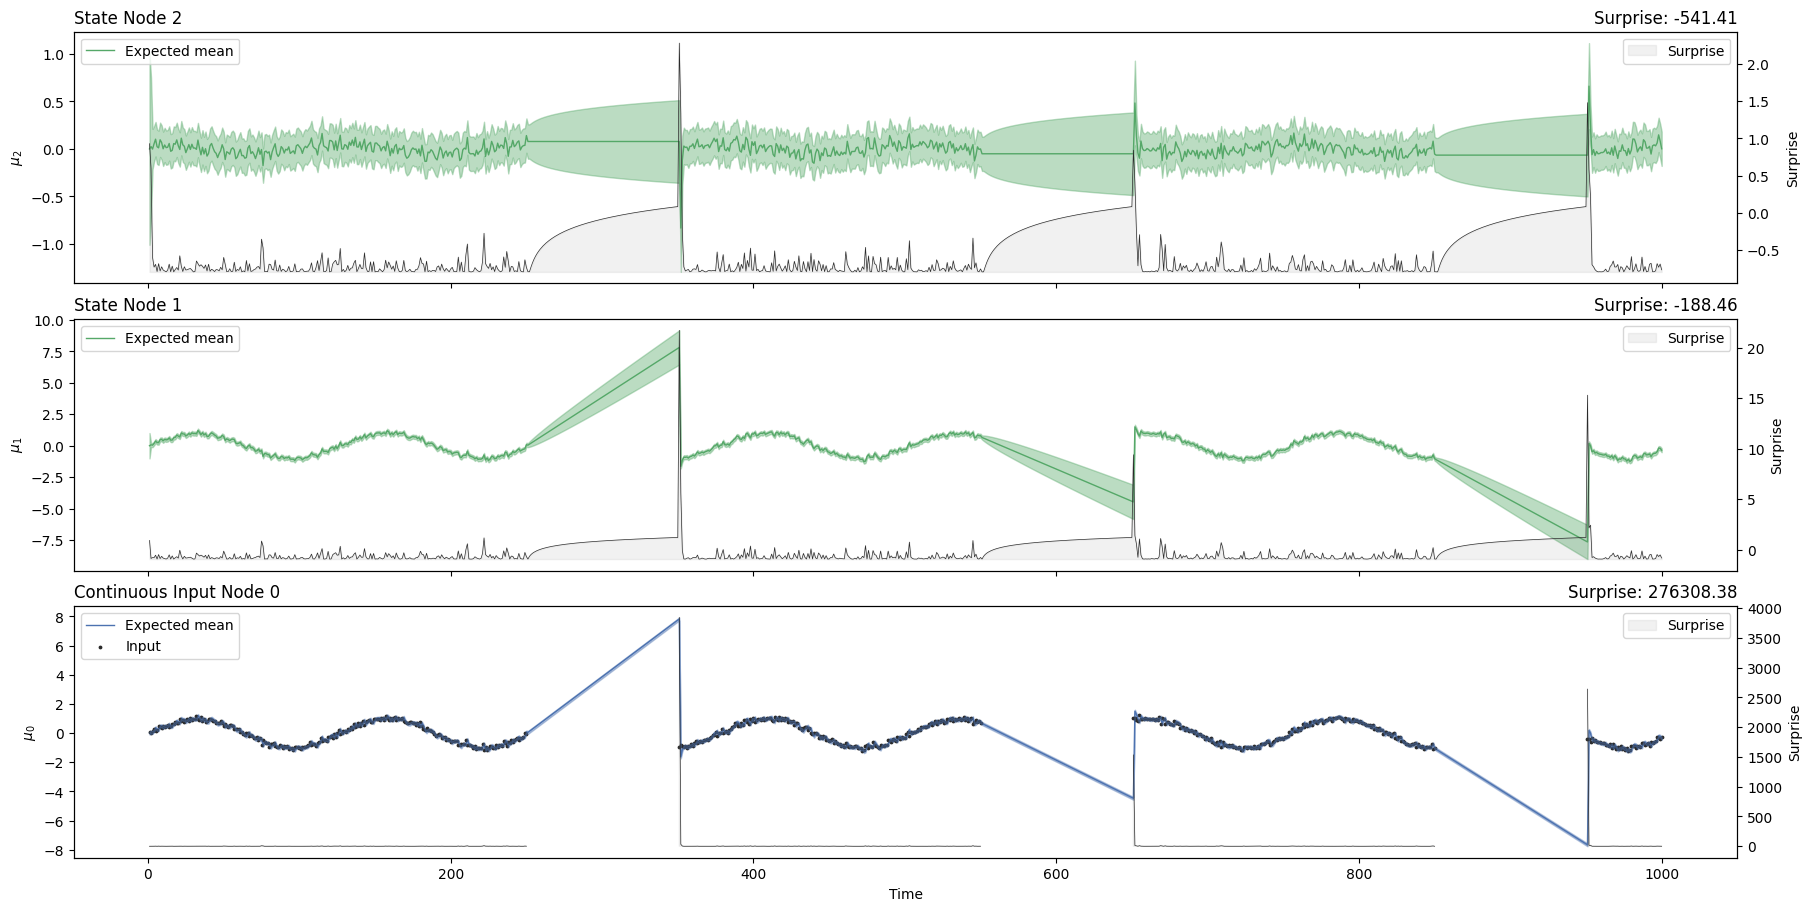 State Node 2 Surprise: -541.41
Expected mean
Surprise
1.0
0.5
0.0
−0.5
−1.0
μ2
2.0
1.5
1.0
0.5
0.0
−0.5
Surprise
State Node 1 Surprise: -188.46
Expected mean
Surprise
10.0
7.5
5.0
2.5
0.0
−2.5
−5.0
−7.5
μ1
20
15
10
5
0
Surprise
Continuous Input Node 0 Surprise: 276308.38
Expected mean
Input
Surprise
8
6
4
2
0
−2
−4
−6
−8
μ0
4000
3500
3000
2500
2000
1500
1000
500
0
Surprise
0 200 400 600 800 1000
Time